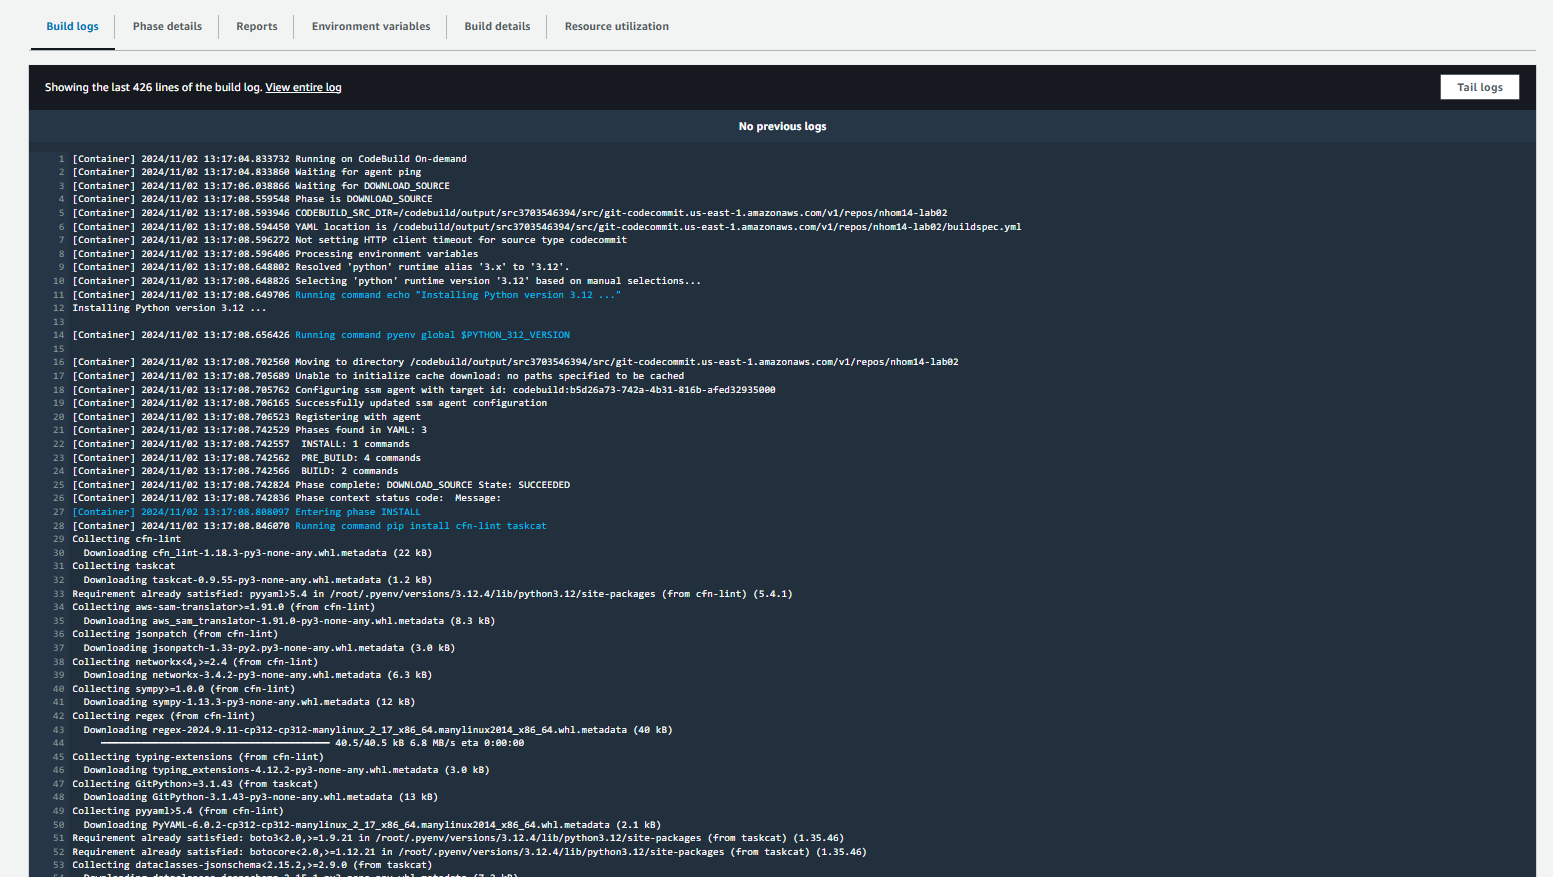 Build logs
Phase details
Reports
Environment variables
Build details
Resource utilization
Showing the last 426 lines of the build log. View entire log
Tail logs
No previous logs
1 [Container] 2024/11/02 13:17:04.833732 Running on CodeBuild On-demand
2 [Container] 2024/11/02 13:17:04.833860 Waiting for agent ping
3 [Container] 2024/11/02 13:17:06.038866 Waiting for DOWNLOAD_SOURCE
4 [Container] 2024/11/02 13:17:08.559548 Phase is DOWNLOAD_SOURCE
5 [Container] 2024/11/02 13:17:08.593946 CODEBUILD_SRC_DIR=/codebuild/output/src3703546394/src/git-codecommit.us-east-1.amazonaws.com/v1/repos/nhom14-lab02
6 [Container] 2024/11/02 13:17:08.594450 YAML location is /codebuild/output/src3703546394/src/git-codecommit.us-east-1.amazonaws.com/v1/repos/nhom14-lab02/buildspec.yml
7 [Container] 2024/11/02 13:17:08.596272 Not setting HTTP client timeout for source type codecommit
8 [Container] 2024/11/02 13:17:08.596406 Processing environment variables
9 [Container] 2024/11/02 13:17:08.648802 Resolved 'python' runtime alias '3.x' to '3.12'.
10 [Container] 2024/11/02 13:17:08.648826 Selecting 'python' runtime version '3.12' based on manual selections...
11 [Container] 2024/11/02 13:17:08.649706 Running command echo "Installing Python version 3.12 ..."
12 Installing Python version 3.12 ...
13
14 [Container] 2024/11/02 13:17:08.656426 Running command pyenv global $PYTHON_312_VERSION
15
16 [Container] 2024/11/02 13:17:08.702560 Moving to directory /codebuild/output/src3703546394/src/git-codecommit.us-east-1.amazonaws.com/v1/repos/nhom14-lab02
17 [Container] 2024/11/02 13:17:08.705689 Unable to initialize cache download: no paths specified to be cached
18 [Container] 2024/11/02 13:17:08.705762 Configuring ssm agent with target id: codebuild:b5d26a73-742a-4b31-816b-afed32935000
19 [Container] 2024/11/02 13:17:08.706165 Successfully updated ssm agent configuration
20 [Container] 2024/11/02 13:17:08.706523 Registering with agent
21 [Container] 2024/11/02 13:17:08.742529 Phases found in YAML: 3
22 [Container] 2024/11/02 13:17:08.742557  INSTALL: 1 commands
23 [Container] 2024/11/02 13:17:08.742562  PRE_BUILD: 4 commands
24 [Container] 2024/11/02 13:17:08.742566  BUILD: 2 commands
25 [Container] 2024/11/02 13:17:08.742824 Phase complete: DOWNLOAD_SOURCE State: SUCCEEDED
26 [Container] 2024/11/02 13:17:08.742836 Phase context status code:  Message:
27 [Container] 2024/11/02 13:17:08.808097 Entering phase INSTALL
28 [Container] 2024/11/02 13:17:08.846070 Running command pip install cfn-lint taskcat
29 Collecting cfn-lint
30 Downloading cfn_lint-1.18.3-py3-none-any.whl.metadata (22 kB)
31 Collecting taskcat
32 Downloading taskcat-0.9.55-py3-none-any.whl.metadata (1.2 kB)
33 Requirement already satisfied: pyyaml>5.4 in /root/.pyenv/versions/3.12.4/lib/python3.12/site-packages (from cfn-lint) (5.4.1)
34 Collecting aws-sam-translator>=1.91.0 (from cfn-lint)
35 Downloading aws_sam_translator-1.91.0-py3-none-any.whl.metadata (8.3 kB)
36 Collecting jsonpatch (from cfn-lint)
37 Downloading jsonpatch-1.33-py2.py3-none-any.whl.metadata (3.0 kB)
38 Collecting networkx<4,>=2.4 (from cfn-lint)
39 Downloading networkx-3.4.2-py3-none-any.whl.metadata (6.3 kB)
40 Collecting sympy>=1.0.0 (from cfn-lint)
41 Downloading sympy-1.13.3-py3-none-any.whl.metadata (12 kB)
42 Collecting regex (from cfn-lint)
43 Downloading regex-2024.9.11-cp312-cp312-manylinux_2_17_x86_64.manylinux2014_x86_64.whl.metadata (40 kB)
44 40.5/40.5 kB 6.8 MB/s eta 0:00:00
45 Collecting typing-extensions (from cfn-lint)
46 Downloading typing_extensions-4.12.2-py3-none-any.whl.metadata (3.0 kB)
47 Collecting GitPython>=3.1.43 (from taskcat)
48 Downloading GitPython-3.1.43-py3-none-any.whl.metadata (13 kB)
49 Collecting pyyaml>5.4 (from cfn-lint)
50 Downloading PyYAML-6.0.2-cp312-cp312-manylinux_2_17_x86_64.manylinux2014_x86_64.whl.metadata (2.1 kB)
51 Requirement already satisfied: boto3<2.0,>=1.9.21 in /root/.pyenv/versions/3.12.4/lib/python3.12/site-packages (from taskcat) (1.35.46)
52 Requirement already satisfied: botocore<2.0,>=1.12.21 in /root/.pyenv/versions/3.12.4/lib/python3.12/site-packages (from taskcat) (1.35.46)
53 Collecting dataclasses-jsonschema<2.15.2,>=2.9.0 (from taskcat)